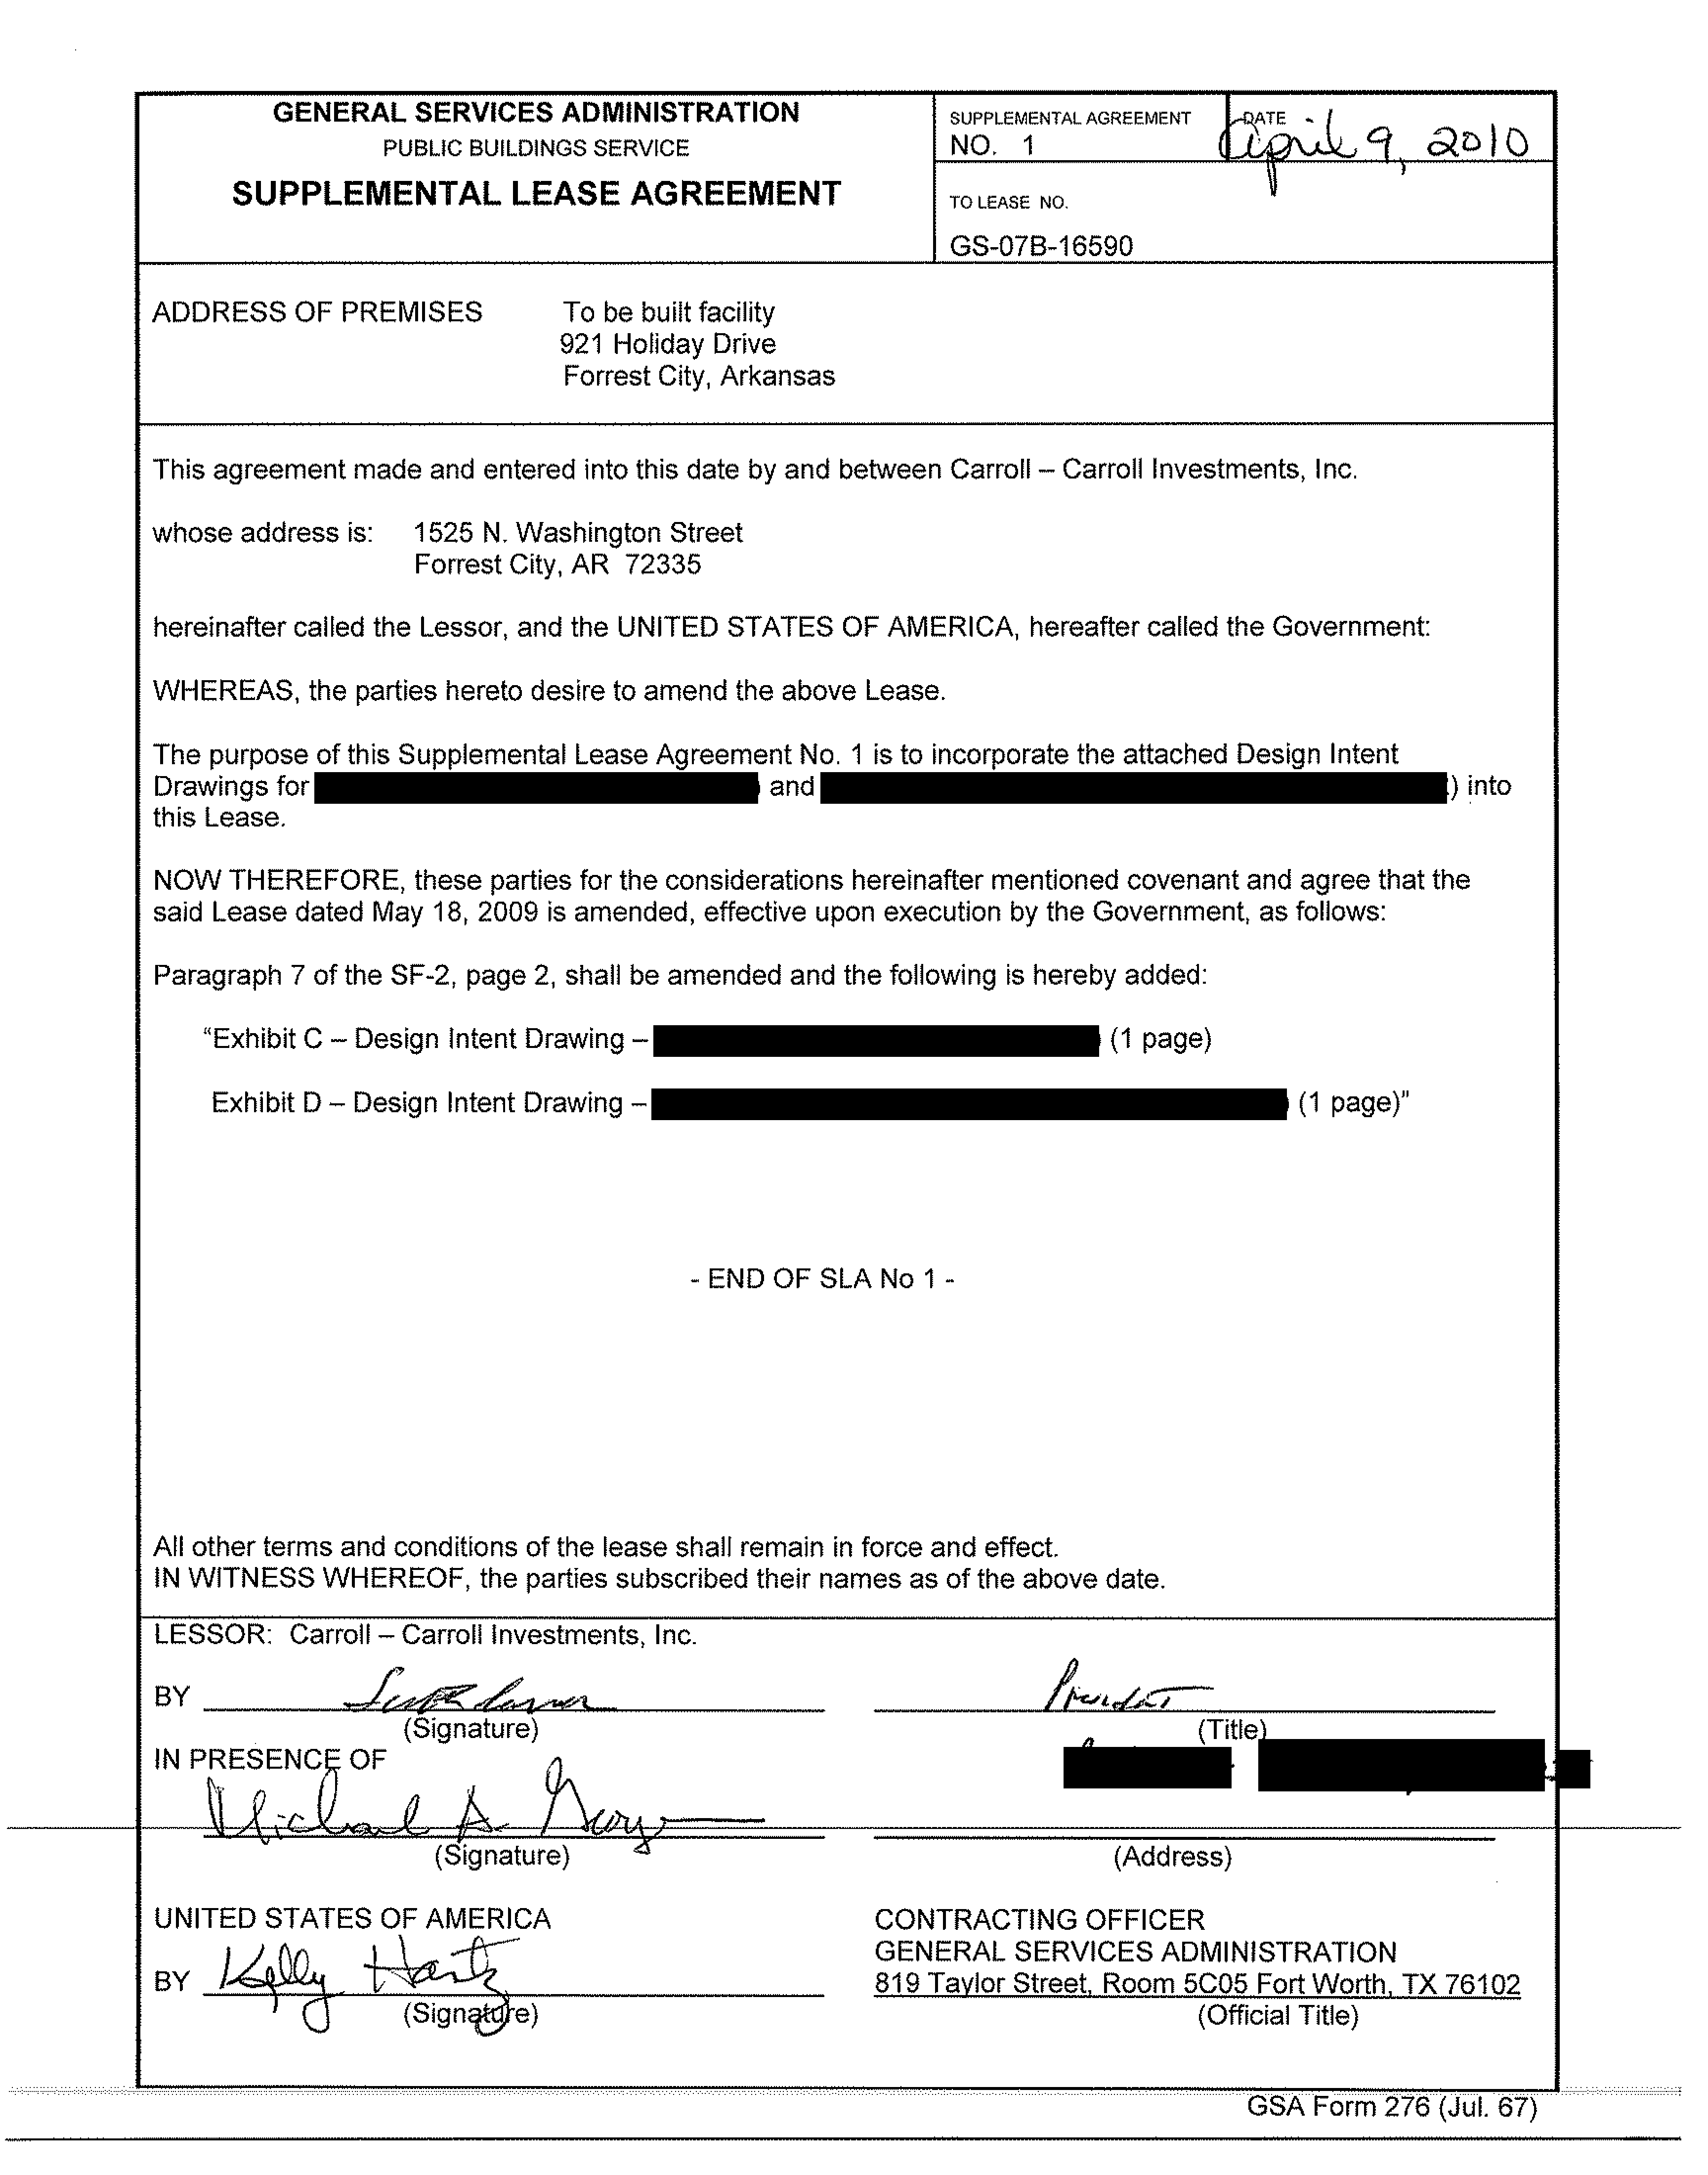 GENERAL SERVICES ADMINISTRATION
PUBLIC BUILDINGS SERVICE
SUPPLEMENTAL LEASE AGREEMENT
SUPPLEMENTAL AGREEMENT
NO. 1
DATE
April 9, 2010
TO LEASE NO.
GS-07B-16590
ADDRESS OF PREMISES To be built facility
921 Holiday Drive
Forrest City, Arkansas
This agreement made and entered into this date by and between Carroll – Carroll Investments, Inc.
whose address is: 1525 N. Washington Street
Forrest City, AR 72335
hereinafter called the Lessor, and the UNITED STATES OF AMERICA, hereafter called the Government:
WHEREAS, the parties hereto desire to amend the above Lease.
The purpose of this Supplemental Lease Agreement No. 1 is to incorporate the attached Design Intent
Drawings for and ) into
this Lease.
NOW THEREFORE, these parties for the considerations hereinafter mentioned covenant and agree that the
said Lease dated May 18, 2009 is amended, effective upon execution by the Government, as follows:
Paragraph 7 of the SF-2, page 2, shall be amended and the following is hereby added:
“Exhibit C – Design Intent Drawing – (1 page)
Exhibit D – Design Intent Drawing – (1 page)”
- END OF SLA No 1 -
All other terms and conditions of the lease shall remain in force and effect.
IN WITNESS WHEREOF, the parties subscribed their names as of the above date.
LESSOR: Carroll – Carroll Investments, Inc.
BY President
(Signature) (Title)
IN PRESENCE OF
Michael A.
(Signature) (Address)
UNITED STATES OF AMERICA
BY Kelly Hartz
(Signature)
CONTRACTING OFFICER
GENERAL SERVICES ADMINISTRATION
819 Taylor Street, Room 5C05 Fort Worth, TX 76102
(Official Title)
GSA Form 276 (Jul. 67)